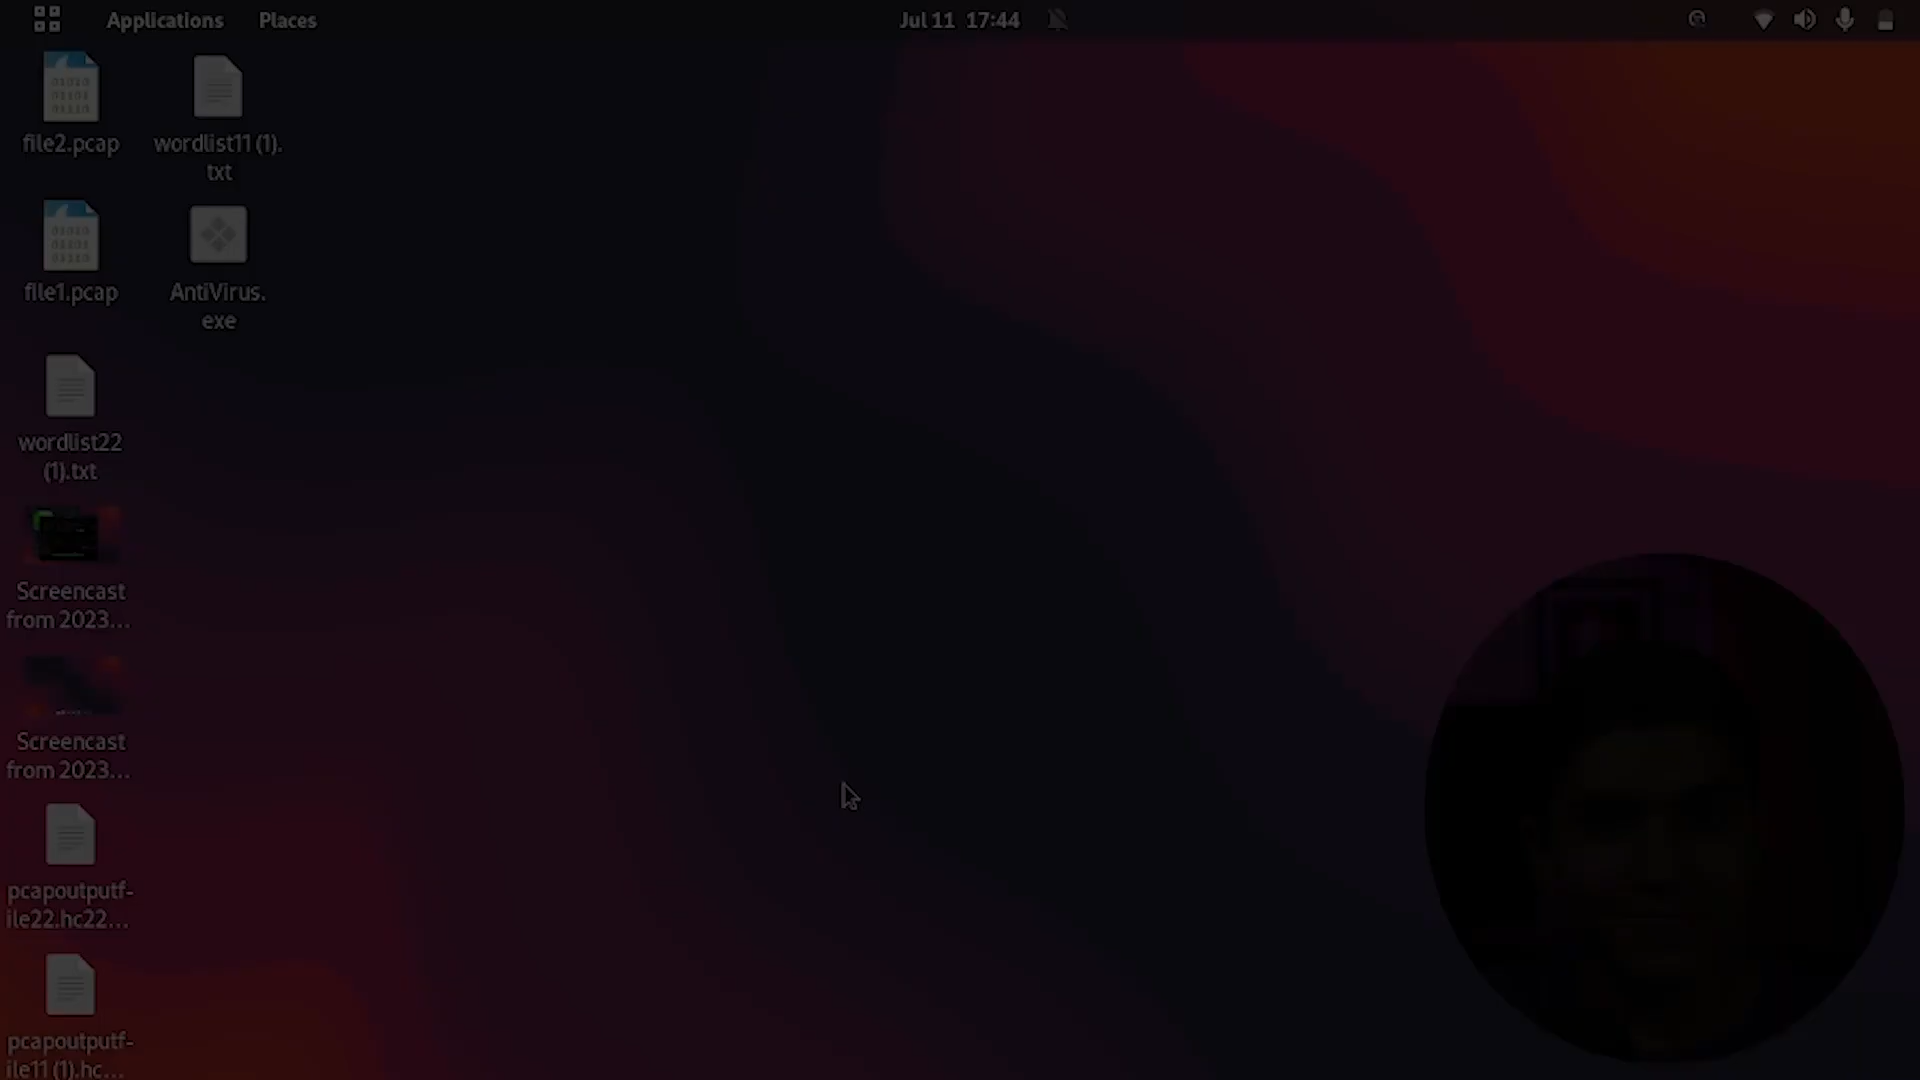 Applications Places Jul 11 17:44
file2.pcap
wordlist11 (1).
txt
file1.pcap
AntiVirus.
exe
wordlist22
(1).txt
Screencast
from 2023...
Screencast
from 2023...
pcapoutputf-
ile22.hc22...
pcapoutputf-
ile11 (1).hc...